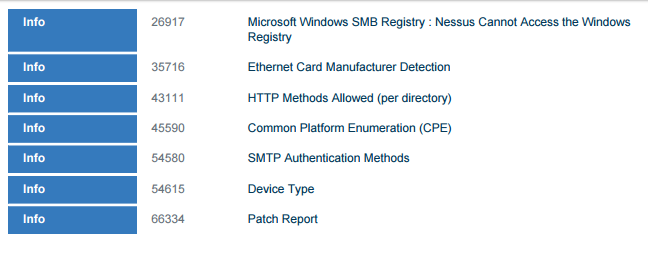 Info 26917 Microsoft Windows SMB Registry : Nessus Cannot Access the Windows
Registry
Info 35716 Ethernet Card Manufacturer Detection
Info 43111 HTTP Methods Allowed (per directory)
Info 45590 Common Platform Enumeration (CPE)
Info 54580 SMTP Authentication Methods
Info 54615 Device Type
Info 66334 Patch Report